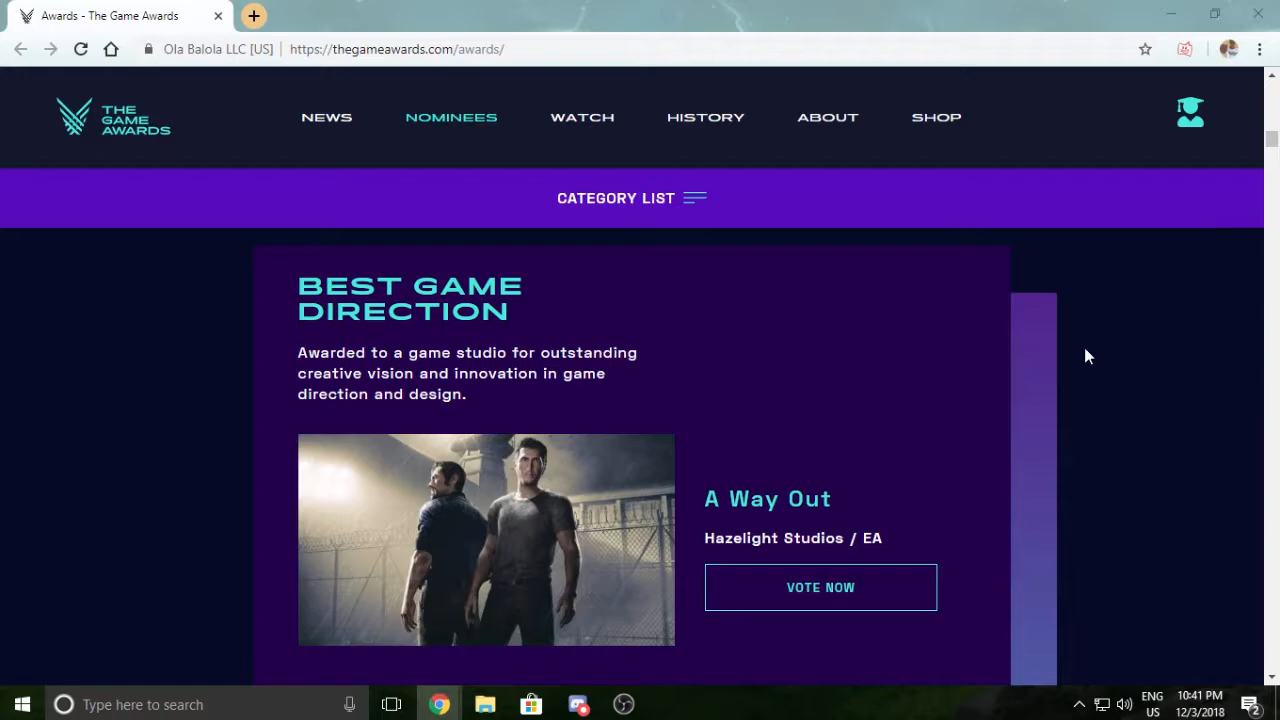 Awards - The Game Awards
Ola Balola LLC [US] https://thegameawards.com/awards/
THE
GAME
AWARDS
NEWS NOMINEES WATCH HISTORY ABOUT SHOP
CATEGORY LIST
BEST GAME
DIRECTION
Awarded to a game studio for outstanding
creative vision and innovation in game
direction and design.
A Way Out
Hazelight Studios / EA
VOTE NOW
Type here to search
ENG
US
10:41 PM
12/3/2018
2